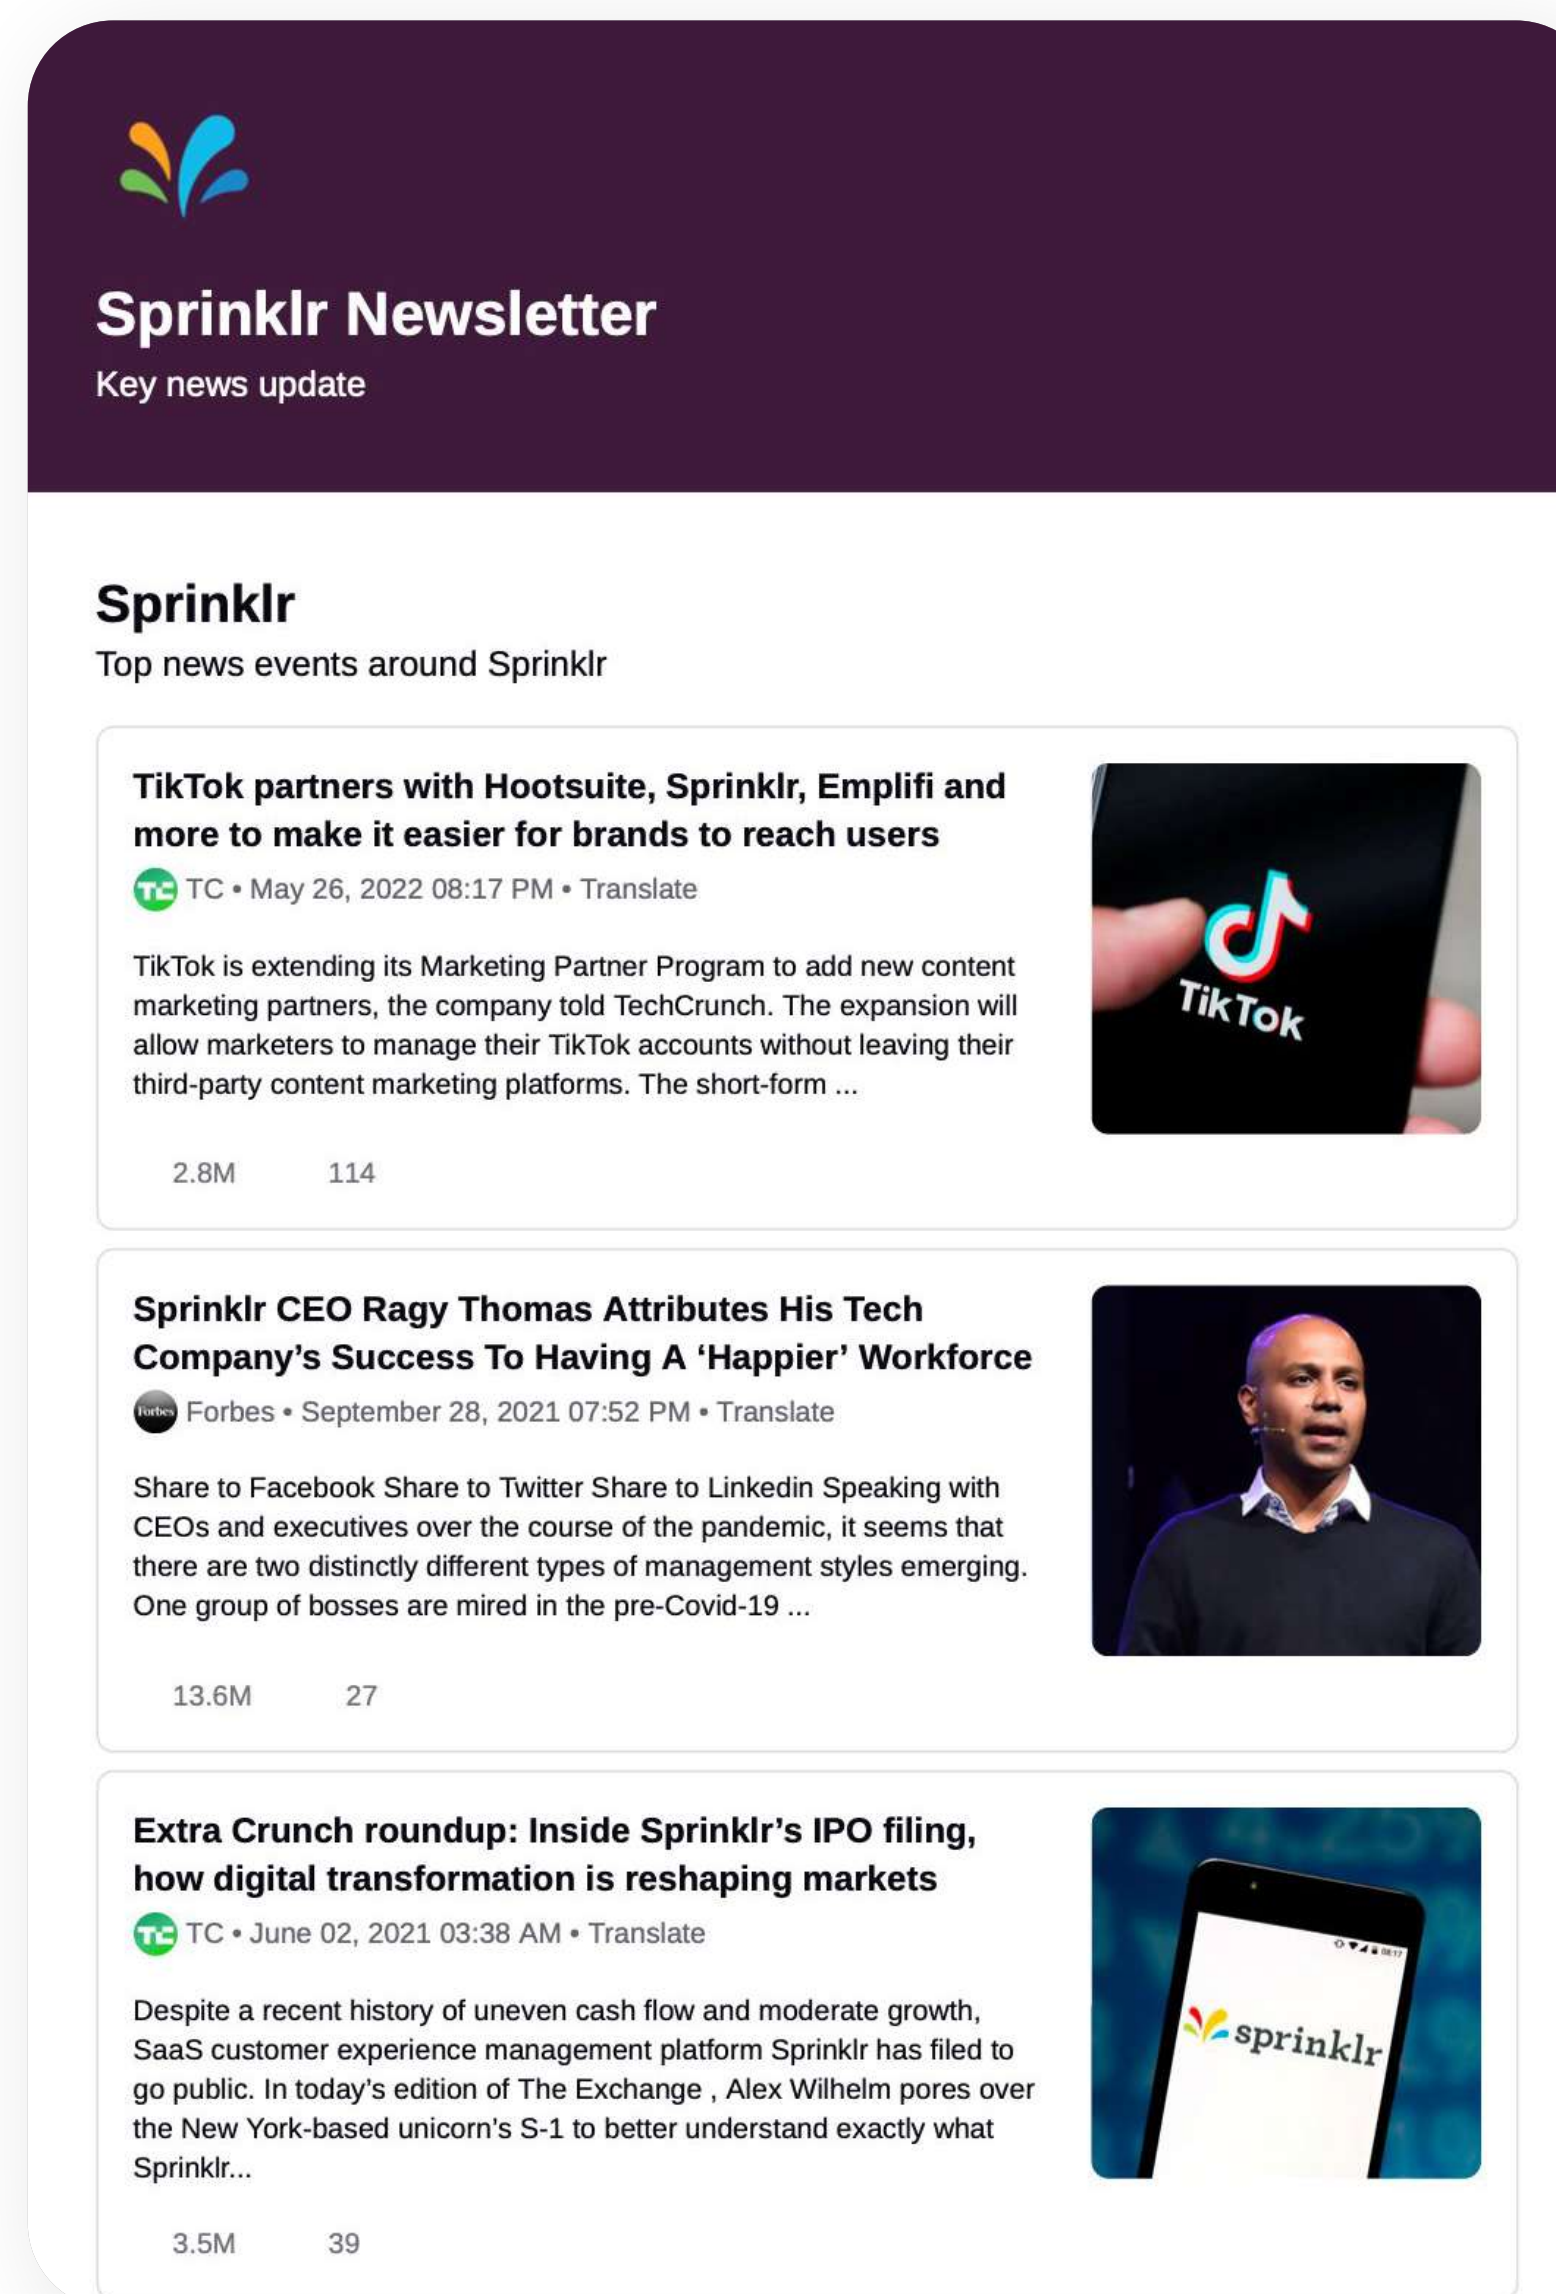 Sprinklr Newsletter
Key news update
Sprinklr
Top news events around Sprinklr
TikTok partners with Hootsuite, Sprinklr, Emplifi and
more to make it easier for brands to reach users
TC • May 26, 2022 08:17 PM • Translate
TikTok is extending its Marketing Partner Program to add new content
marketing partners, the company told TechCrunch. The expansion will
allow marketers to manage their TikTok accounts without leaving their
third-party content marketing platforms. The short-form ...
2.8M 114
TikTok
Sprinklr CEO Ragy Thomas Attributes His Tech
Company’s Success To Having A ‘Happier’ Workforce
Forbes Forbes • September 28, 2021 07:52 PM • Translate
Share to Facebook Share to Twitter Share to Linkedin Speaking with
CEOs and executives over the course of the pandemic, it seems that
there are two distinctly different types of management styles emerging.
One group of bosses are mired in the pre-Covid-19 ...
13.6M 27
Extra Crunch roundup: Inside Sprinklr’s IPO filing,
how digital transformation is reshaping markets
TC • June 02, 2021 03:38 AM • Translate
Despite a recent history of uneven cash flow and moderate growth,
SaaS customer experience management platform Sprinklr has filed to
go public. In today’s edition of The Exchange , Alex Wilhelm pores over
the New York-based unicorn’s S-1 to better understand exactly what
Sprinklr...
3.5M 39
08:17
sprinklr